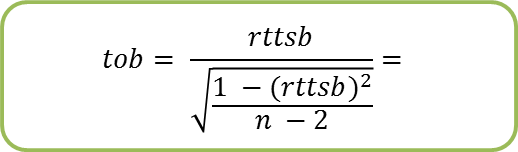 tob = rttsb / √((1 − (rttsb)²) / (n − 2)) =